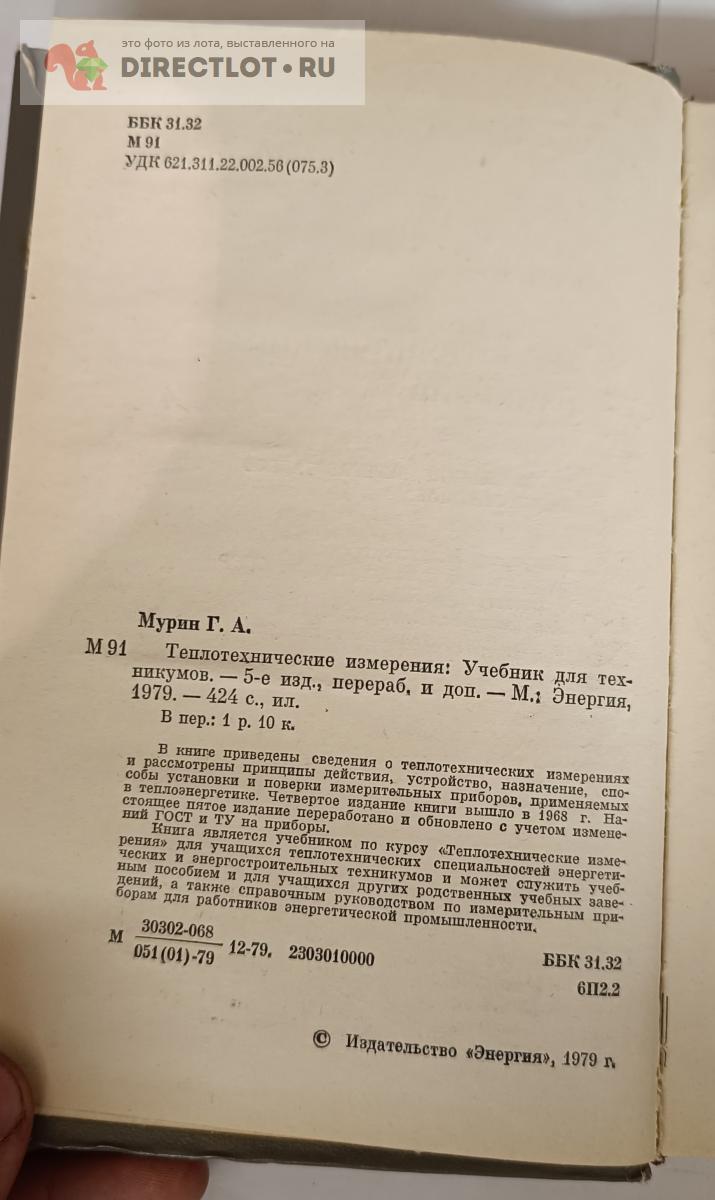 это фото из лота, выставленного на
DIRECTLOT.RU
ББК 31.32
М 91
УДК 621.311.22.002.56 (075.3)
Мурин Г. А.
М 91 Теплотехнические измерения: Учебник для тех-
никумов. — 5-е изд., перераб. и доп. — М.: Энергия,
1979. — 424 с., ил.
В пер.: 1 р. 10 к.
В книге приведены сведения о теплотехнических измерениях
и рассмотрены принципы действия, устройство, назначение, спо-
собы установки и поверки измерительных приборов, применяемых
в теплоэнергетике. Четвертое издание книги вышло в 1968 г. На-
стоящее пятое издание переработано и обновлено с учетом измене-
ний ГОСТ и ТУ на приборы.
Книга является учебником по курсу «Теплотехнические изме-
рения» для учащихся теплотехнических специальностей энергети-
ческих и энергостроительных техникумов и может служить учеб-
ным пособием и для учащихся других родственных учебных заве-
дений, а также справочным руководством по измерительным при-
борам для работников энергетической промышленности.
М 30302-068
051(01)-79 12-79. 2303010000
ББК 31.32
6П2.2
© Издательство «Энергия», 1979 г.